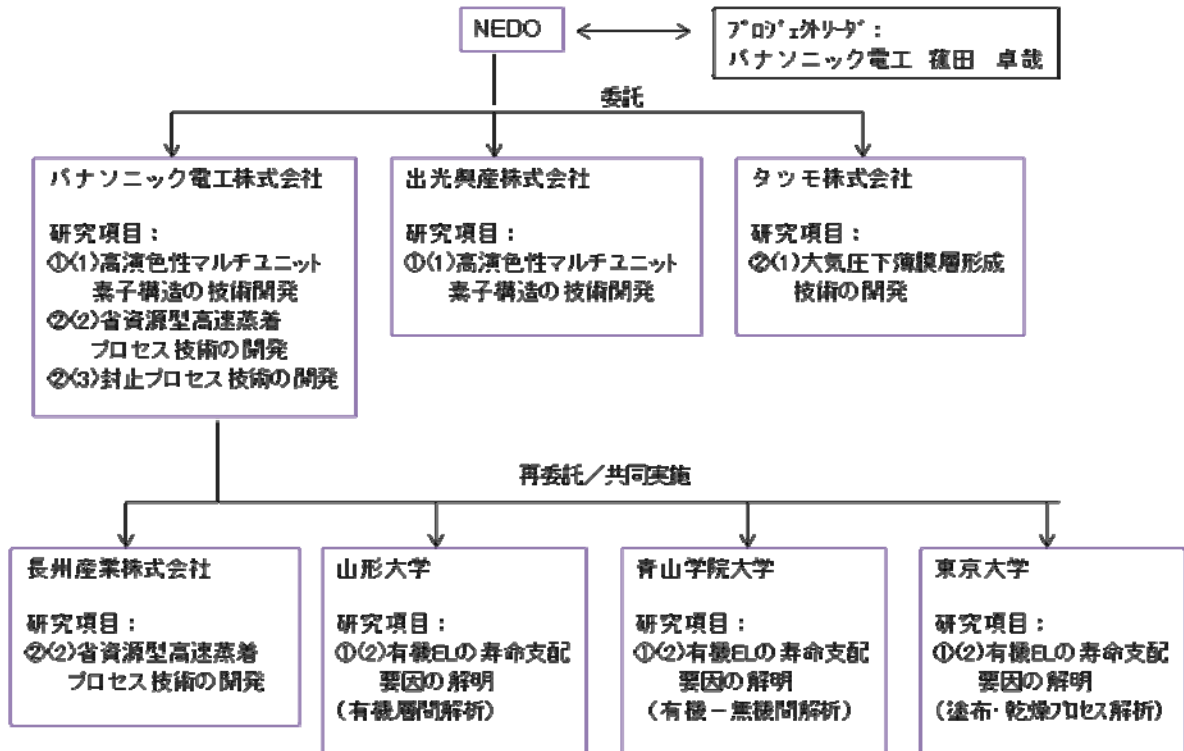 NEDO
プロジェクトリーダ：
パナソニック電工 菰田 卓哉
委託
パナソニック電工株式会社
研究項目：
①(1)高演色性マルチユニット
素子構造の技術開発
②(2)省資源型高速蒸着
プロセス技術の開発
②(3)封止プロセス技術の開発
出光興産株式会社
研究項目：
①(1)高演色性マルチユニット
素子構造の技術開発
タツモ株式会社
研究項目：
②(1)大気圧下薄膜層形成
技術の開発
再委託／共同実施
長州産業株式会社
研究項目：
②(2)省資源型高速蒸着
プロセス技術の開発
山形大学
研究項目：
①(2)有機ELの寿命支配
要因の解明
（有機層間解析）
青山学院大学
研究項目：
①(2)有機ELの寿命支配
要因の解明
（有機－無機間解析）
東京大学
研究項目：
①(2)有機ELの寿命支配
要因の解明
（塗布・乾燥プロセス解析）